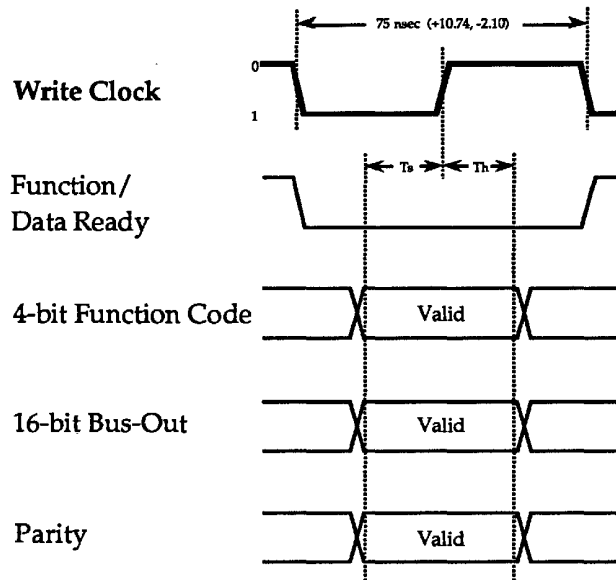 75 nsec (+10.74, -2.10)
0
Write Clock
1
Ts
Th
Function/
Data Ready
4-bit Function Code
Valid
16-bit Bus-Out
Valid
Parity
Valid